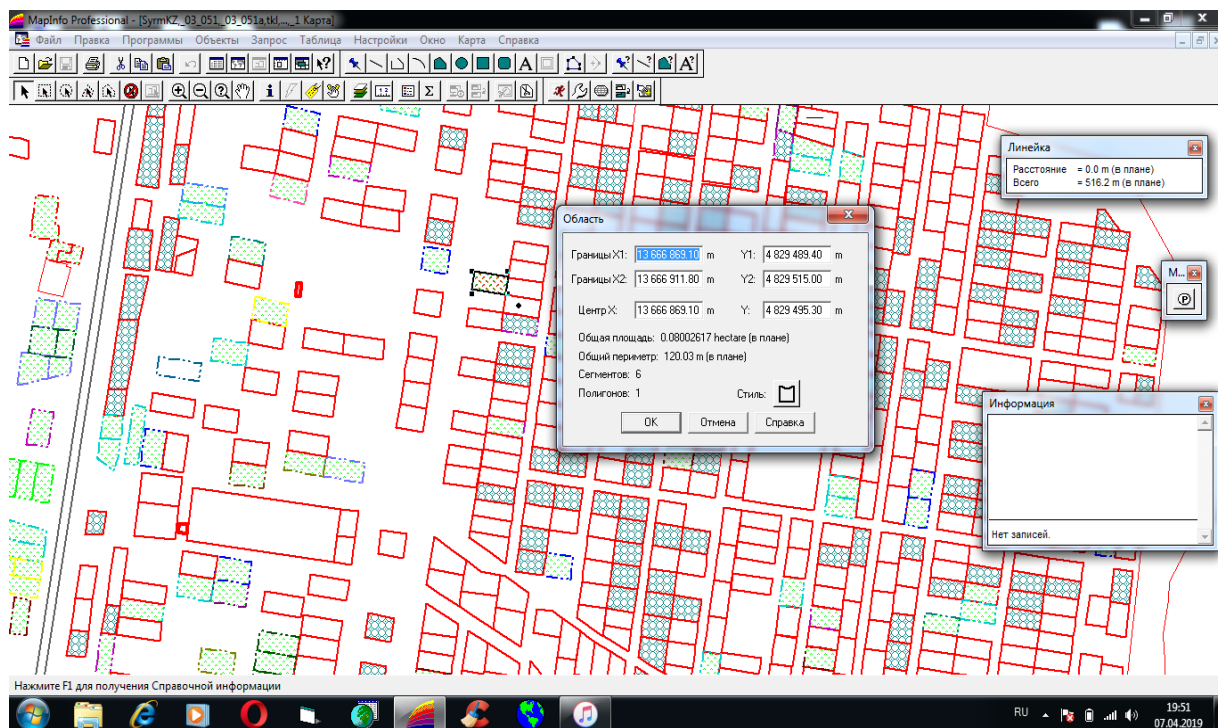 MapInfo Professional - [SyrmKZ,_03_051,_03_051a,tkl,...,_1 Карта]
Файл Правка Программы Объекты Запрос Таблица Настройки Окно Карта Справка
Линейка
Расстояние = 0.0 m (в плане)
Всего = 516.2 m (в плане)
Область
Границы X1: 13 666 869.10 m Y1: 4 829 489.40 m
Границы X2: 13 666 911.80 m Y2: 4 829 515.00 m
Центр X: 13 666 869.10 m Y: 4 829 495.30 m
Общая площадь: 0.08002617 hectare (в плане)
Общий периметр: 120.03 m (в плане)
Сегментов: 6
Полигонов: 1 Стиль:
OK Отмена Справка
М...
Информация
Нет записей.
Нажмите F1 для получения Справочной информации
RU 19:51
07.04.2019